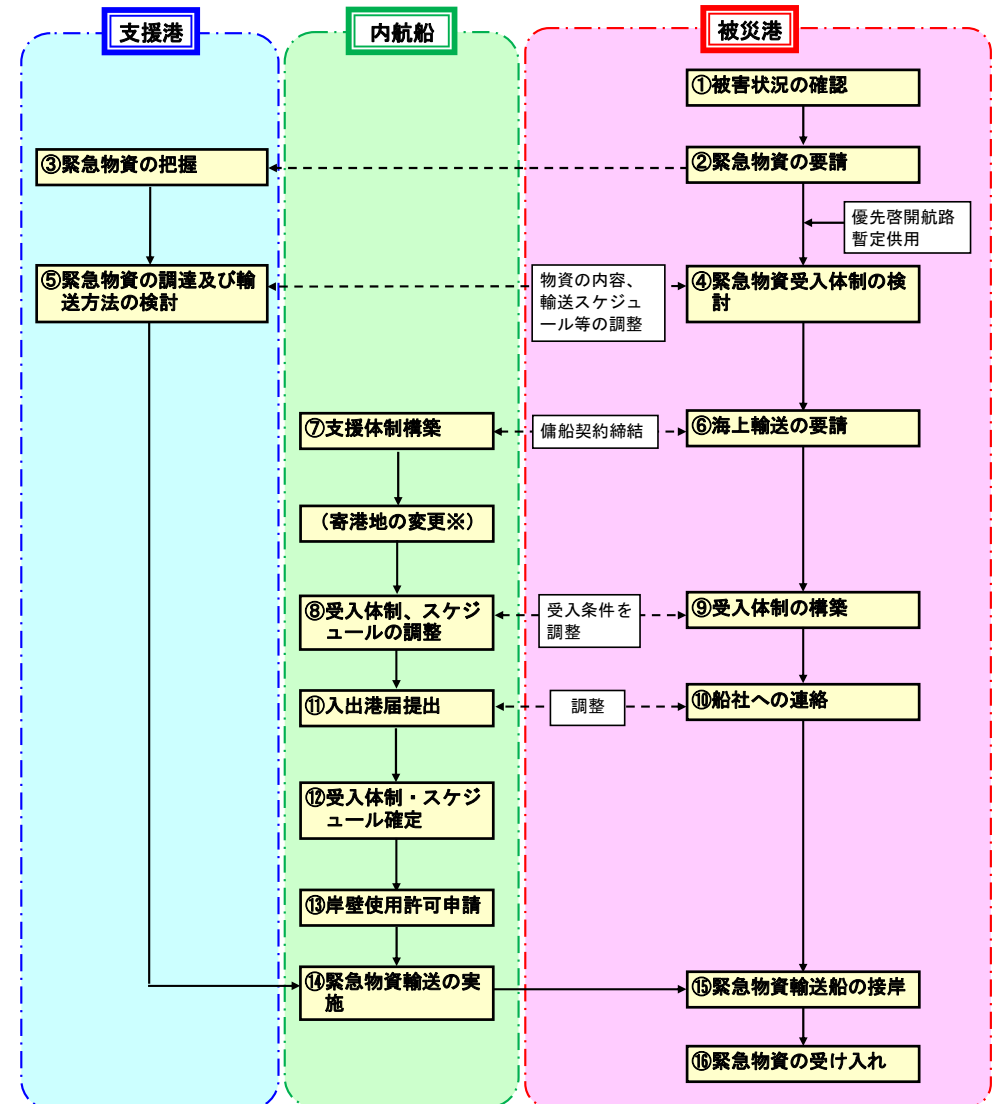 支援港
内航船
被災港
①被害状況の確認
③緊急物資の把握
②緊急物資の要請
優先啓開航路
暫定供用
⑤緊急物資の調達及び輸
送方法の検討
物資の内容、
輸送スケジュ
ール等の調整
④緊急物資受入体制の検
討
⑦支援体制構築
傭船契約締結
⑥海上輸送の要請
（寄港地の変更※）
⑧受入体制、スケジ
ュールの調整
受入条件を
調整
⑨受入体制の構築
⑪入出港届提出
調整
⑩船社への連絡
⑫受入体制・スケジ
ュール確定
⑬岸壁使用許可申請
⑭緊急物資輸送の実
施
⑮緊急物資輸送船の接岸
⑯緊急物資の受け入れ